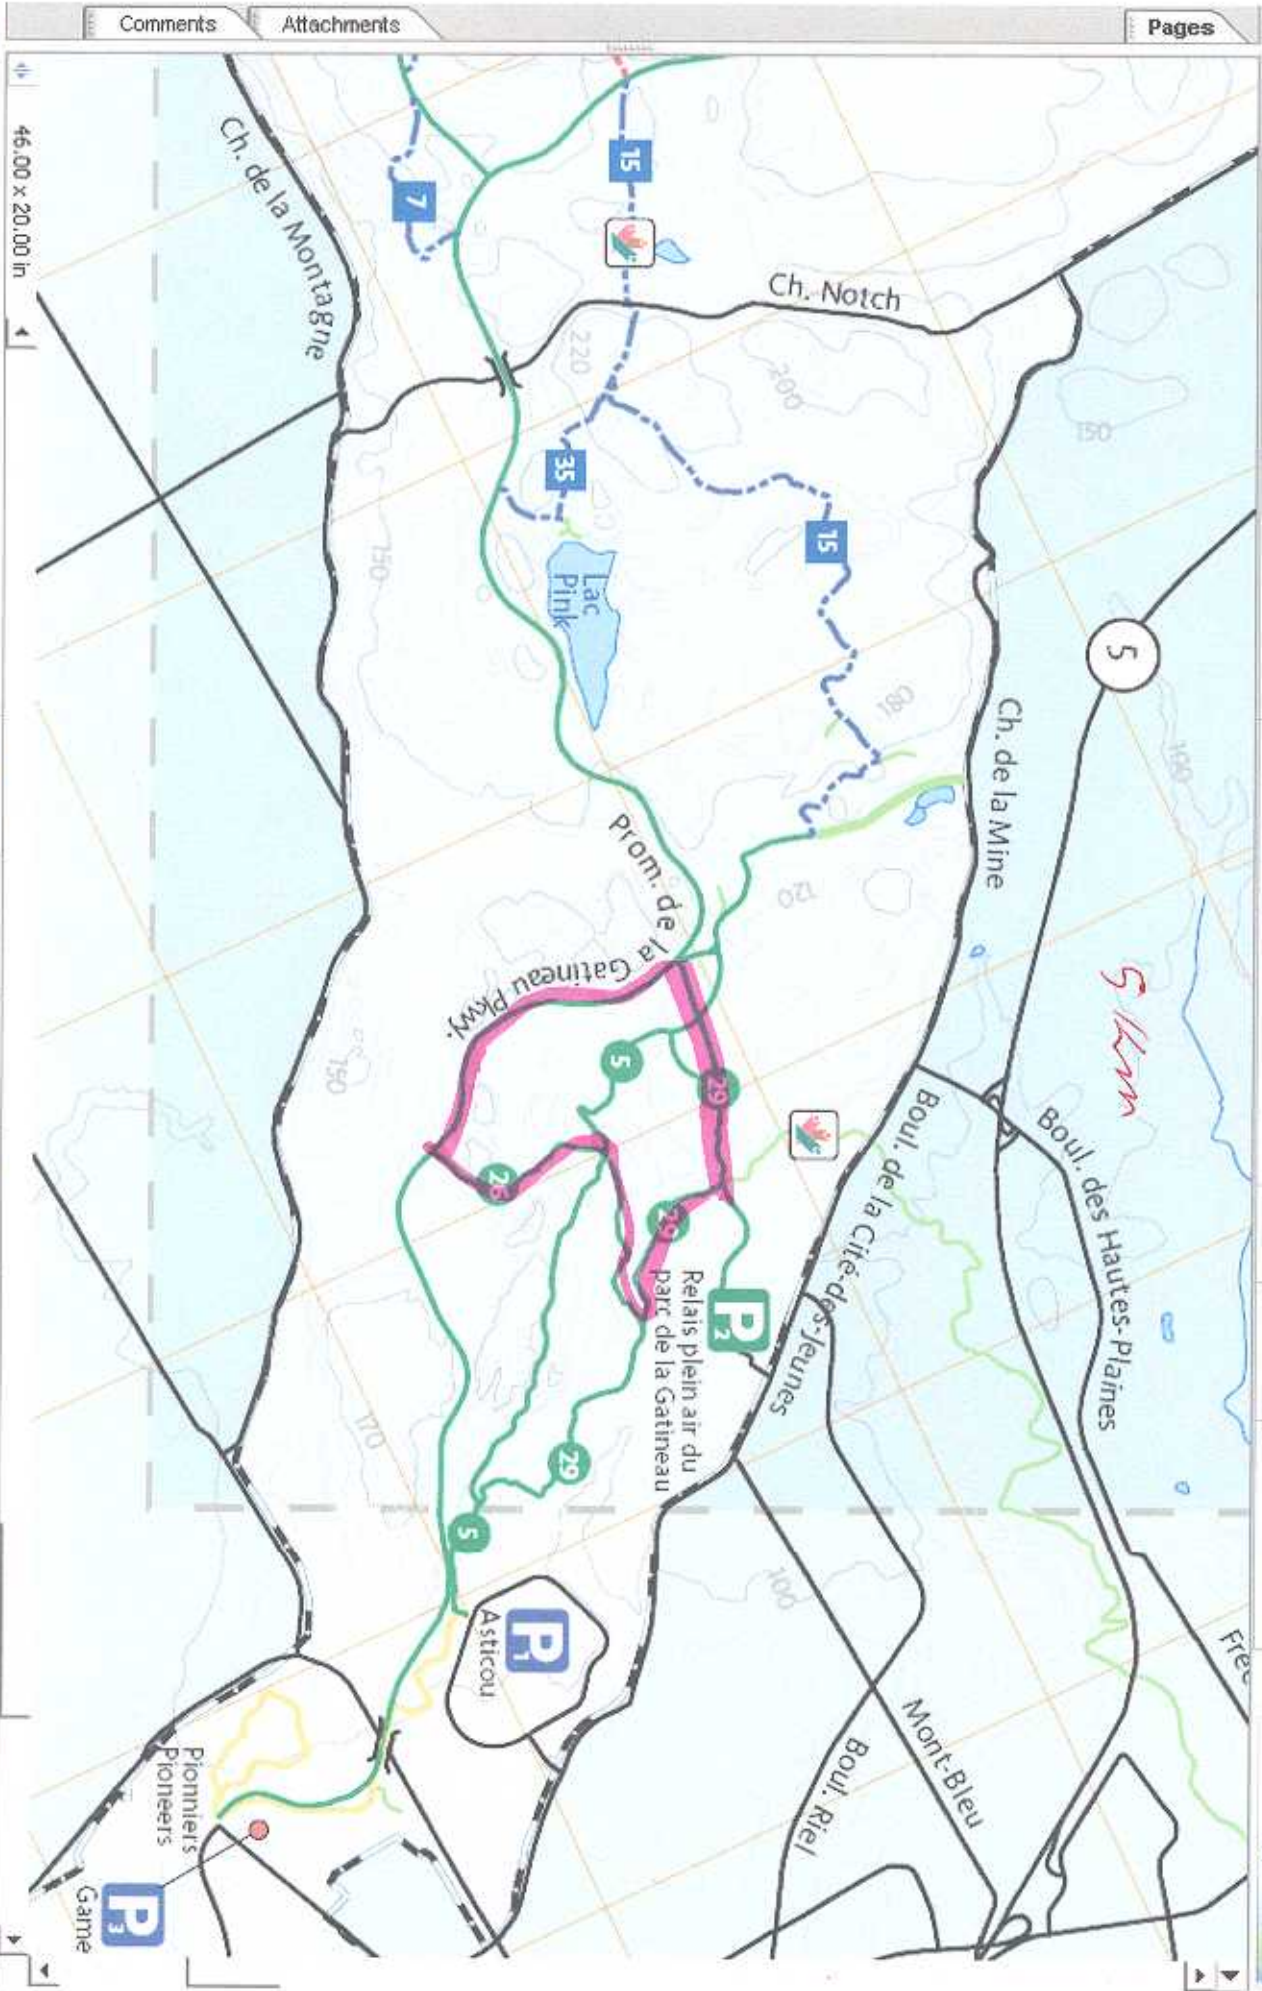 Comments
Attachments
Pages
46.00 x 20.00 in
Ch. de la Montagne
15
7
Ch. Notch
220
200
150
35
15
5
Lac
Pink
150
180
190
Ch. de la Mine
Prom. de la Gatineau Pkwy.
120
5 Km
150
5
29
26
29
Boul. de la Cité-des-Jeunes
Boul. des Hautes-Plaines
P2
Relais plein air du
parc de la Gatineau
170
29
5
100
P1
Asticou
Mont-Bleu
Boul. Riel
Pionniers
Pioneers
P3
Game